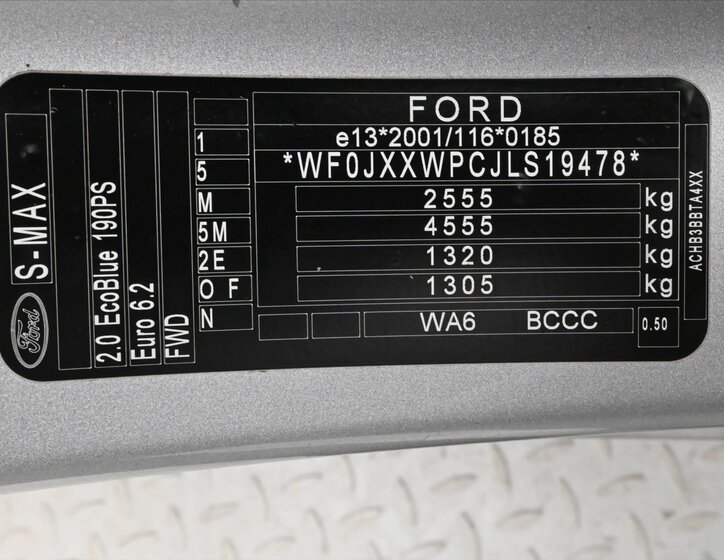 FORD
e13*2001/116*0185
*WF0JXXWPCJLS19478*
2555 kg
4555 kg
1320 kg
1305 kg
WA6 BCCC 0.50
1
5
M
5M
2E
O F
N
S-MAX
Ford
2.0 EcoBlue 190PS
Euro 6.2
FWD
ACHB3BBTA4XX